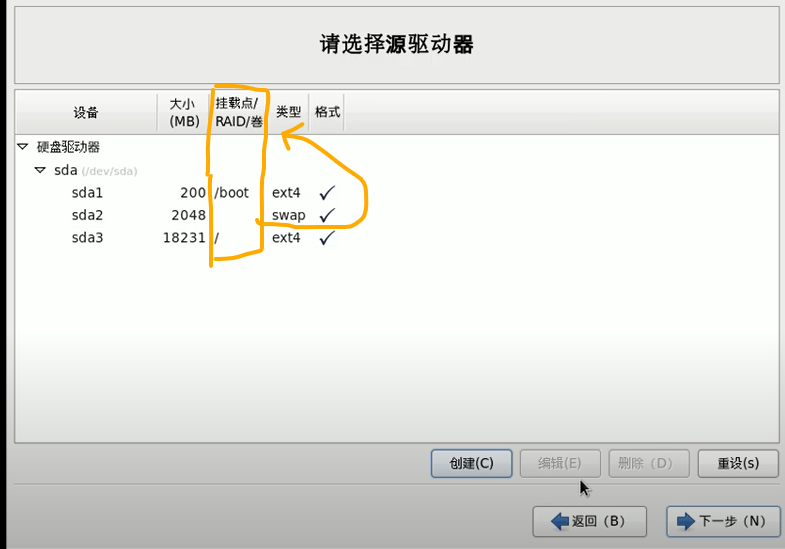 请选择源驱动器
设备 大小 (MB) 挂载点/ RAID/卷 类型 格式
硬盘驱动器
sda (/dev/sda)
sda1 200 /boot ext4
sda2 2048 swap
sda3 18231 / ext4
创建(C) 编辑(E) 删除（D） 重设(s)
返回（B） 下一步（N）